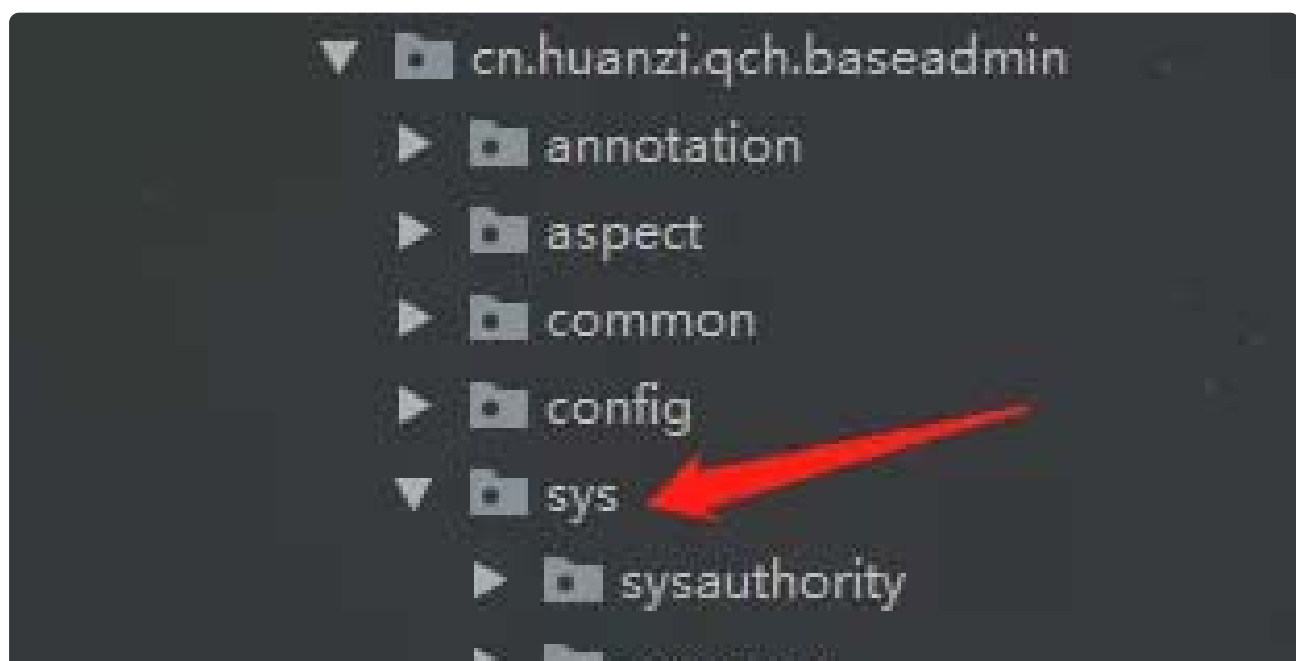 cn.huanzi.qch.baseadmin
annotation
aspect
common
config
sys
sysauthority